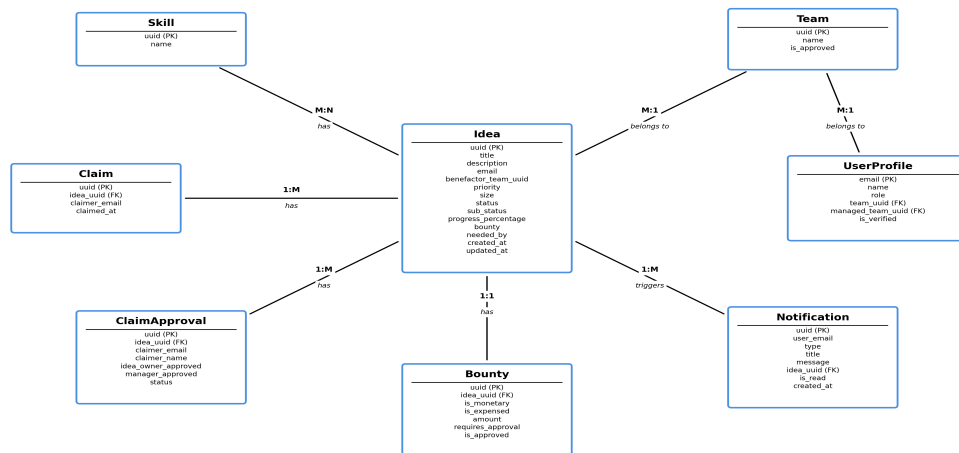 Skill
uuid (PK)
name
Team
uuid (PK)
name
is_approved
M:N
has
M:1
belongs to
M:1
belongs to
Idea
uuid (PK)
title
description
email
benefactor_team_uuid
priority
size
status
sub_status
progress_percentage
bounty
needed_by
created_at
updated_at
Claim
uuid (PK)
idea_uuid (FK)
claimer_email
claimed_at
1:M
has
UserProfile
email (PK)
name
role
team_uuid (FK)
managed_team_uuid (FK)
is_verified
1:M
has
1:1
has
1:M
triggers
ClaimApproval
uuid (PK)
idea_uuid (FK)
claimer_email
claimer_name
idea_owner_approved
manager_approved
status
Bounty
uuid (PK)
idea_uuid (FK)
is_monetary
is_expensed
amount
requires_approval
is_approved
Notification
uuid (PK)
user_email
type
title
message
idea_uuid (FK)
is_read
created_at